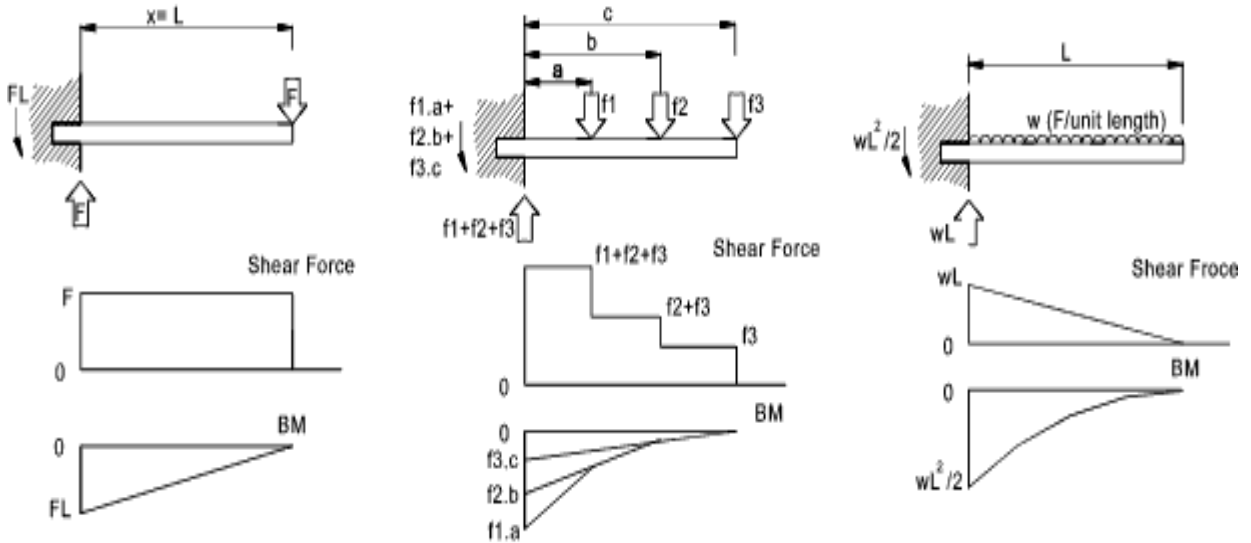 x= L
FL
F
F
Shear Force
F
0
BM
0
FL
c
b
a
f1
f2
f3
f1.a+
f2.b+
f3.c
f1+f2+f3
Shear Force
f1+f2+f3
f2+f3
f3
0
BM
0
f3.c
f2.b
f1.a
L
w (F/unit length)
wL²/2
wL
Shear Froce
wL
0
BM
0
wL²/2